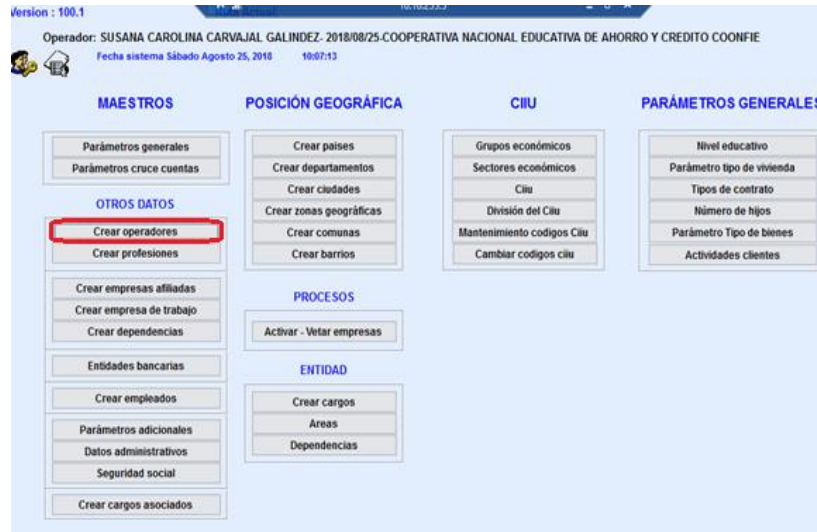 Version : 100.1
10.10.253.5
Operador: SUSANA CAROLINA CARVAJAL GALINDEZ- 2018/08/25-COOPERATIVA NACIONAL EDUCATIVA DE AHORRO Y CREDITO COONFIE
Fecha sistema Sábado Agosto 25, 2018 10:07:13
MAESTROS
Parámetros generales
Parámetros cruce cuentas
OTROS DATOS
Crear operadores
Crear profesiones
Crear empresas afiliadas
Crear empresa de trabajo
Crear dependencias
Entidades bancarias
Crear empleados
Parámetros adicionales
Datos administrativos
Seguridad social
Crear cargos asociados
POSICIÓN GEOGRÁFICA
Crear paises
Crear departamentos
Crear ciudades
Crear zonas geográficas
Crear comunas
Crear barrios
PROCESOS
Activar - Vetar empresas
ENTIDAD
Crear cargos
Areas
Dependencias
CIIU
Grupos económicos
Sectores económicos
Ciiu
División del Ciiu
Mantenimiento codigos Ciiu
Cambiar codigos ciiu
PARÁMETROS GENERALES
Nivel educativo
Parámetro tipo de vivienda
Tipos de contrato
Número de hijos
Parámetro Tipo de bienes
Actividades clientes